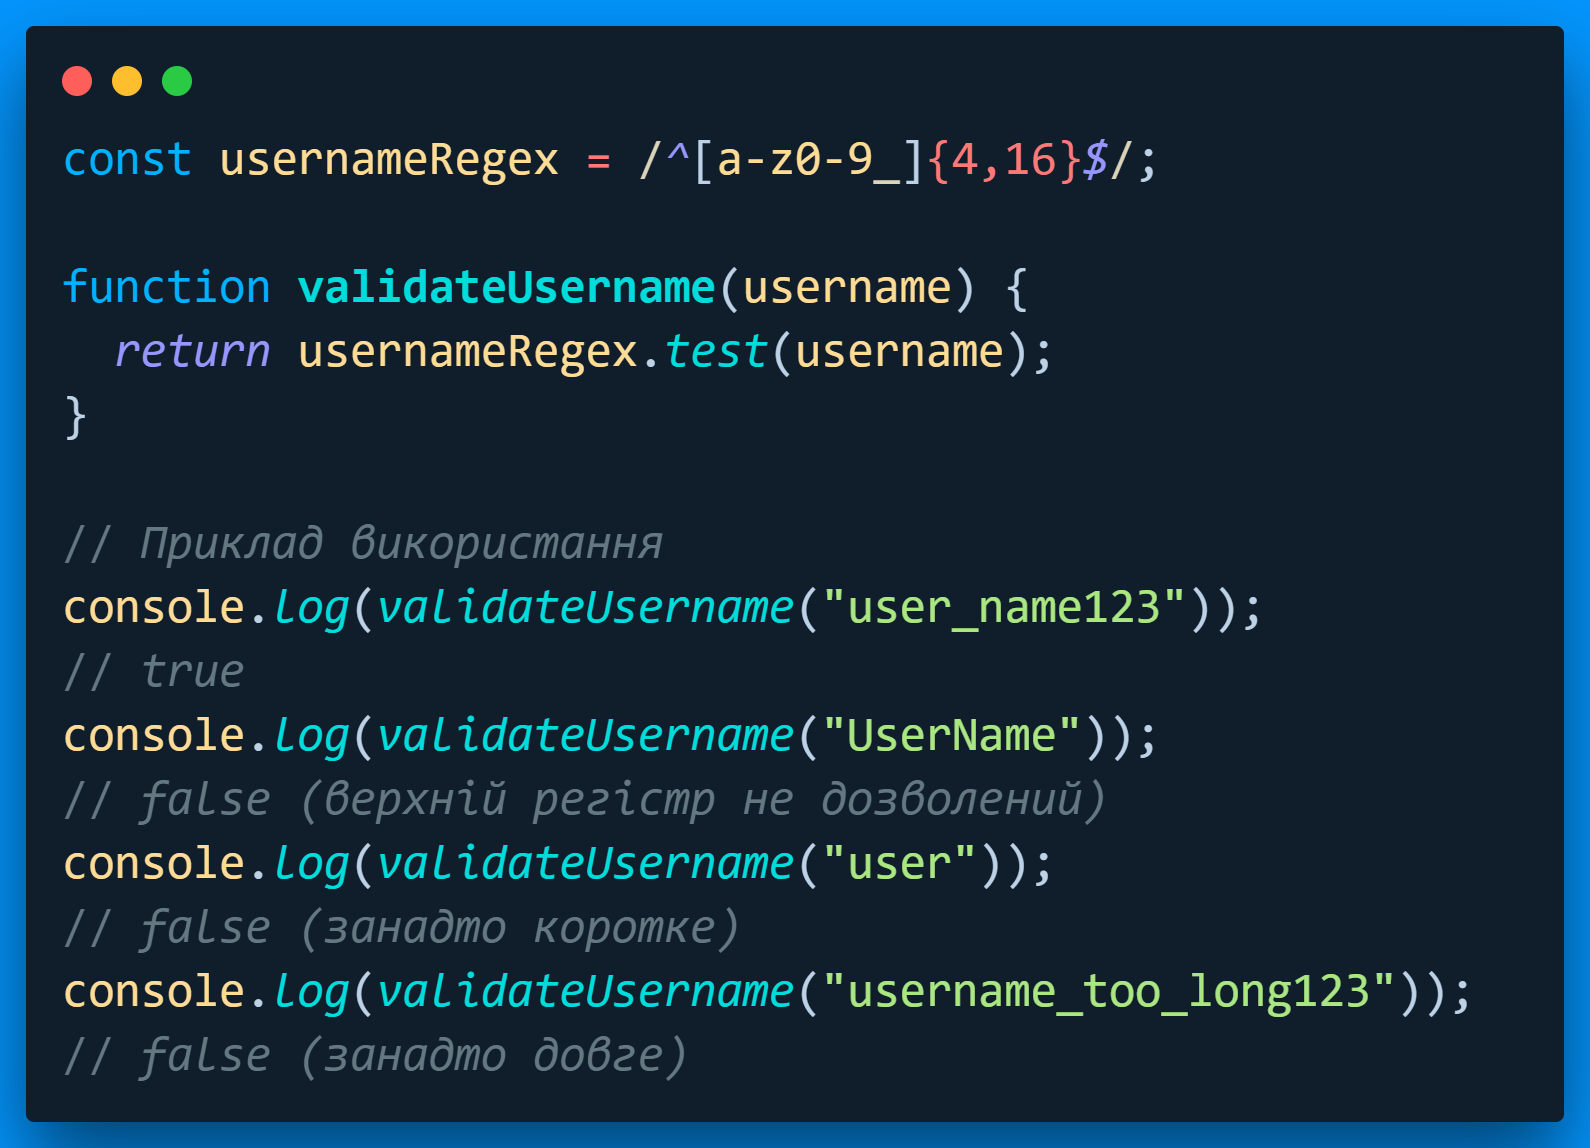 const usernameRegex = /^[a-z0-9_]{4,16}$/;
function validateUsername(username) {
  return usernameRegex.test(username);
}
// Приклад використання
console.log(validateUsername("user_name123"));
// true
console.log(validateUsername("UserName"));
// false (верхній регістр не дозволений)
console.log(validateUsername("user"));
// false (занадто коротке)
console.log(validateUsername("username_too_long123"));
// false (занадто довге)